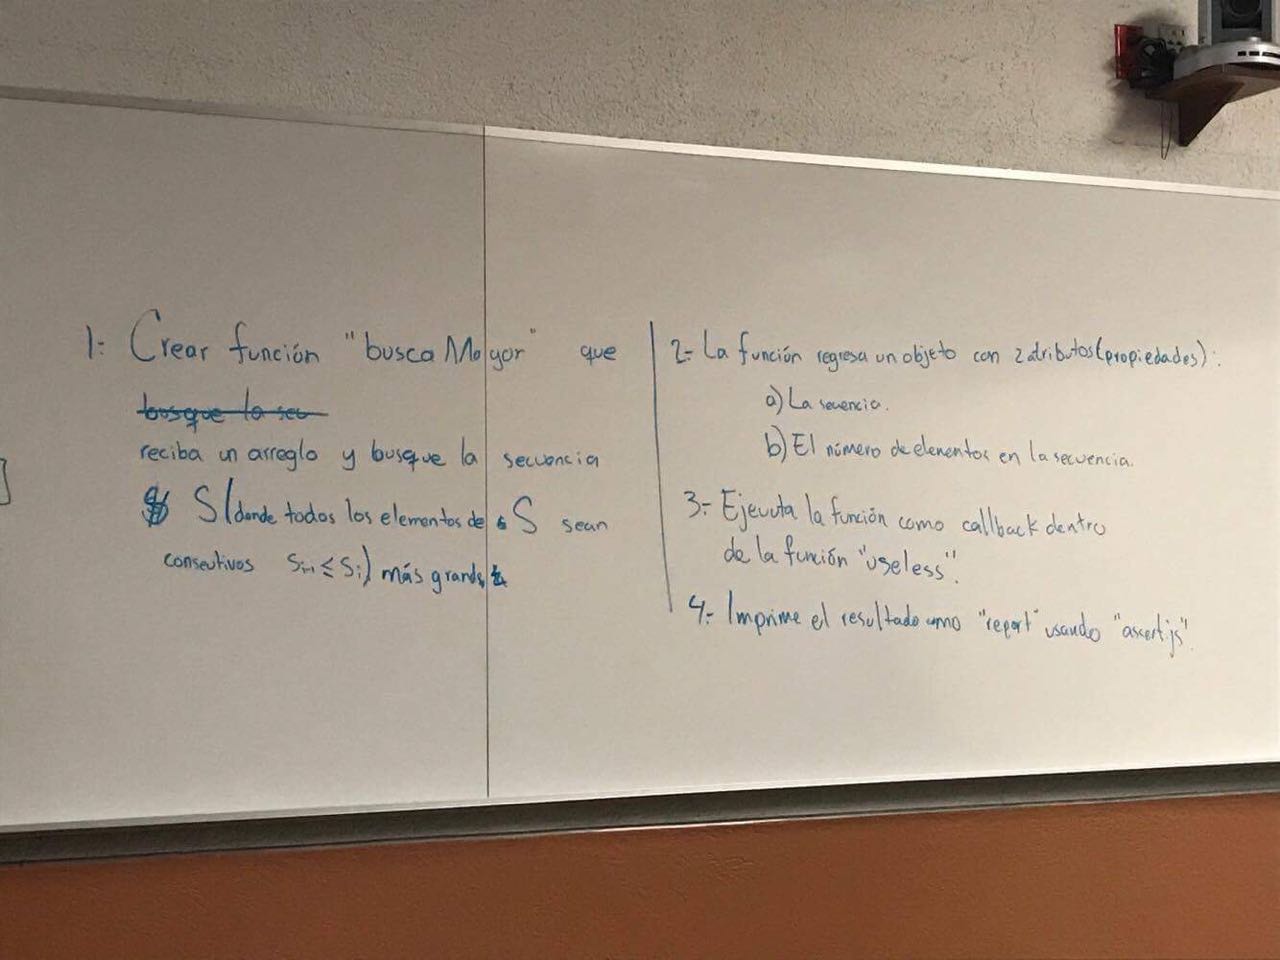 1.- Crear función "buscaMayor" que
busque la sec
reciba un arreglo y busque la secuencia
S (donde todos los elementos de S sean
consecutivos Si-1 ≤ Si) más grande
2.- La función regresa un objeto con 2 atributos (propiedades):
a) La secuencia.
b) El número de elementos en la secuencia.
3.- Ejecuta la función como callback dentro
de la función "useless".
4.- Imprime el resultado como "report" usando "assert.js".